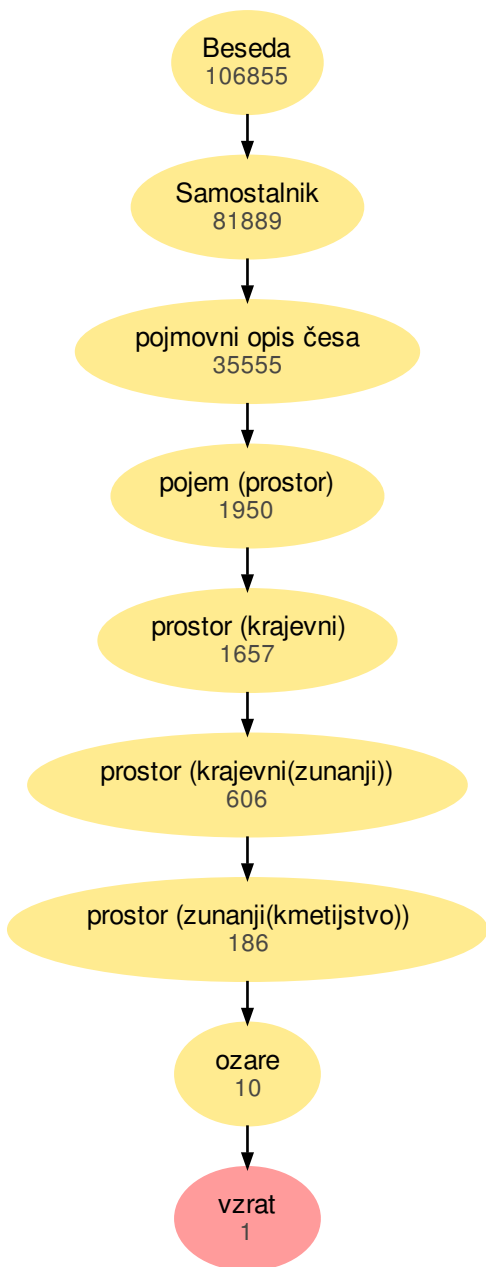 Beseda
106855
Samostalnik
81889
pojmovni opis česa
35555
pojem (prostor)
1950
prostor (krajevni)
1657
prostor (krajevni(zunanji))
606
prostor (zunanji(kmetijstvo))
186
ozare
10
vzrat
1